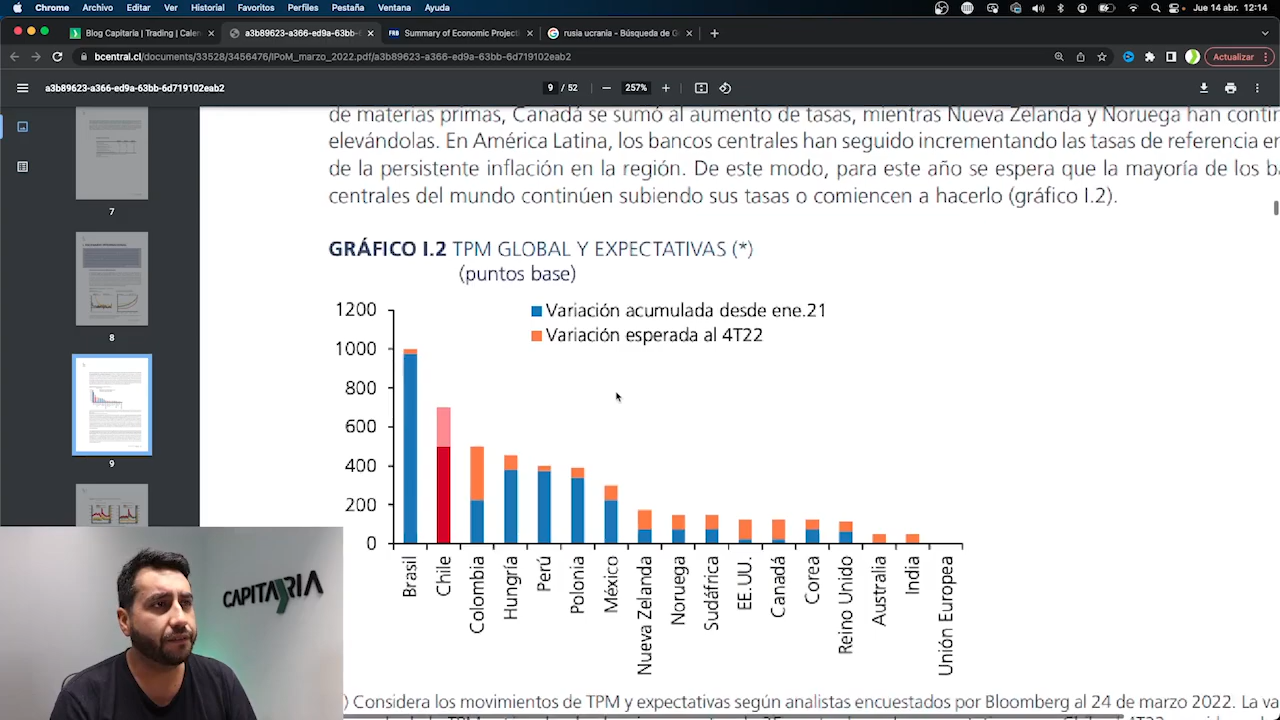 Chrome Archivo Editar Ver Historial Favoritos Perfiles Pestaña Ventana Ayuda
Jue 14 abr. 12:14
Blog Capitaria | Trading | Caler
a3b89623-a366-ed9a-63bb-6
Summary of Economic Projecti
rusia ucrania - Búsqueda de G
bcentral.cl/documents/33528/3456476/IPoM_marzo_2022.pdf/a3b89623-a366-ed9a-63bb-6d719102eab2
Actualizar
a3b89623-a366-ed9a-63bb-6d719102eab2
9 / 52
257%
7
8
9
de materias primas, Canadá se sumó al aumento de tasas, mientras Nueva Zelanda y Noruega han conti
elevándolas. En América Latina, los bancos centrales han seguido incrementando las tasas de referencia e
de la persistente inflación en la región. De este modo, para este año se espera que la mayoría de los ba
centrales del mundo continúen subiendo sus tasas o comiencen a hacerlo (gráfico I.2).
GRÁFICO I.2 TPM GLOBAL Y EXPECTATIVAS (*)
(puntos base)
1200
1000
800
600
400
200
0
Variación acumulada desde ene.21
Variación esperada al 4T22
Brasil
Chile
Colombia
Hungría
Perú
Polonia
México
Nueva Zelanda
Noruega
Sudáfrica
EE.UU.
Canadá
Corea
Reino Unido
Australia
India
Unión Europea
CAPITARIA
) Considera los movimientos de TPM y expectativas según analistas encuestados por Bloomberg al 24 de marzo 2022. La va